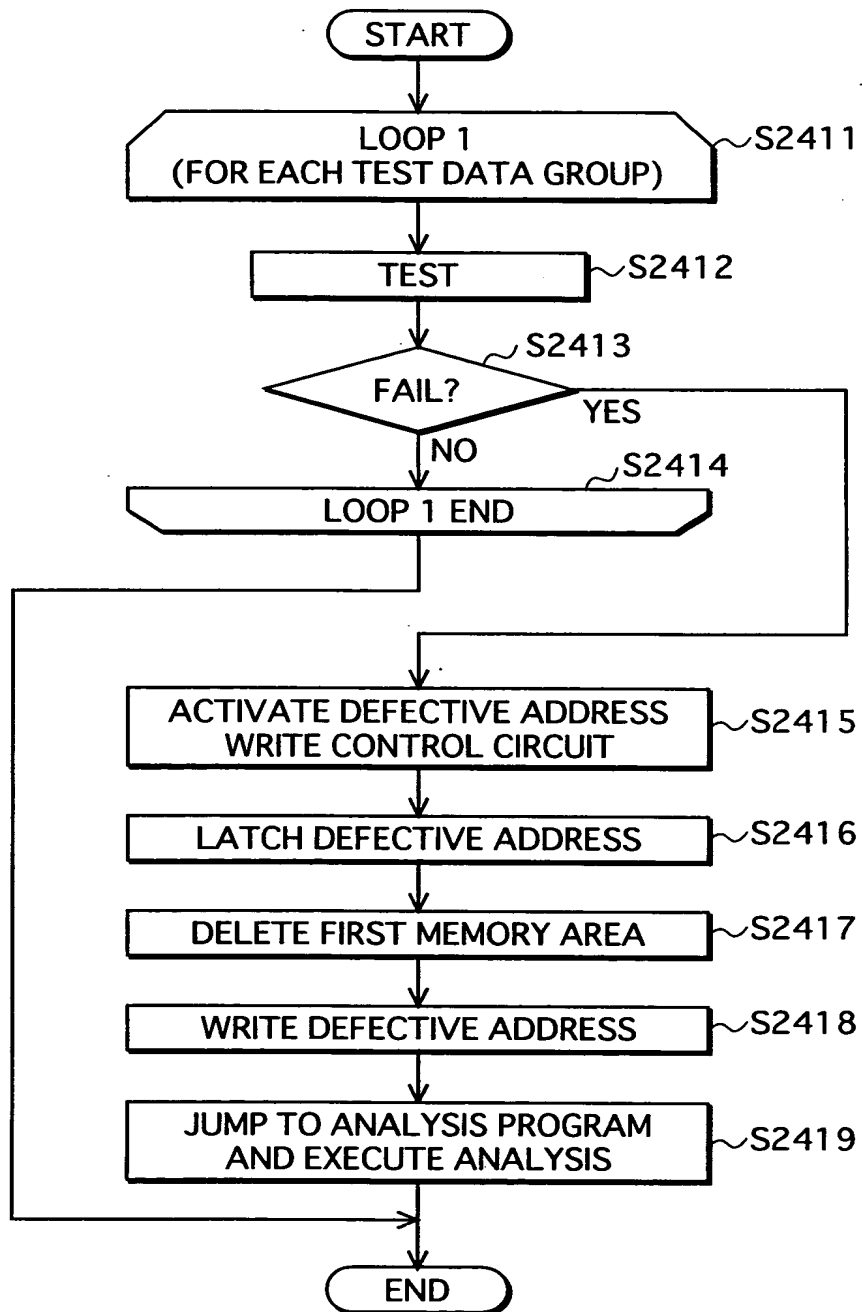 START
LOOP 1
(FOR EACH TEST DATA GROUP)
S2411
TEST
S2412
S2413
FAIL?
YES
NO
S2414
LOOP 1 END
ACTIVATE DEFECTIVE ADDRESS
WRITE CONTROL CIRCUIT
S2415
LATCH DEFECTIVE ADDRESS
S2416
DELETE FIRST MEMORY AREA
S2417
WRITE DEFECTIVE ADDRESS
S2418
JUMP TO ANALYSIS PROGRAM
AND EXECUTE ANALYSIS
S2419
END